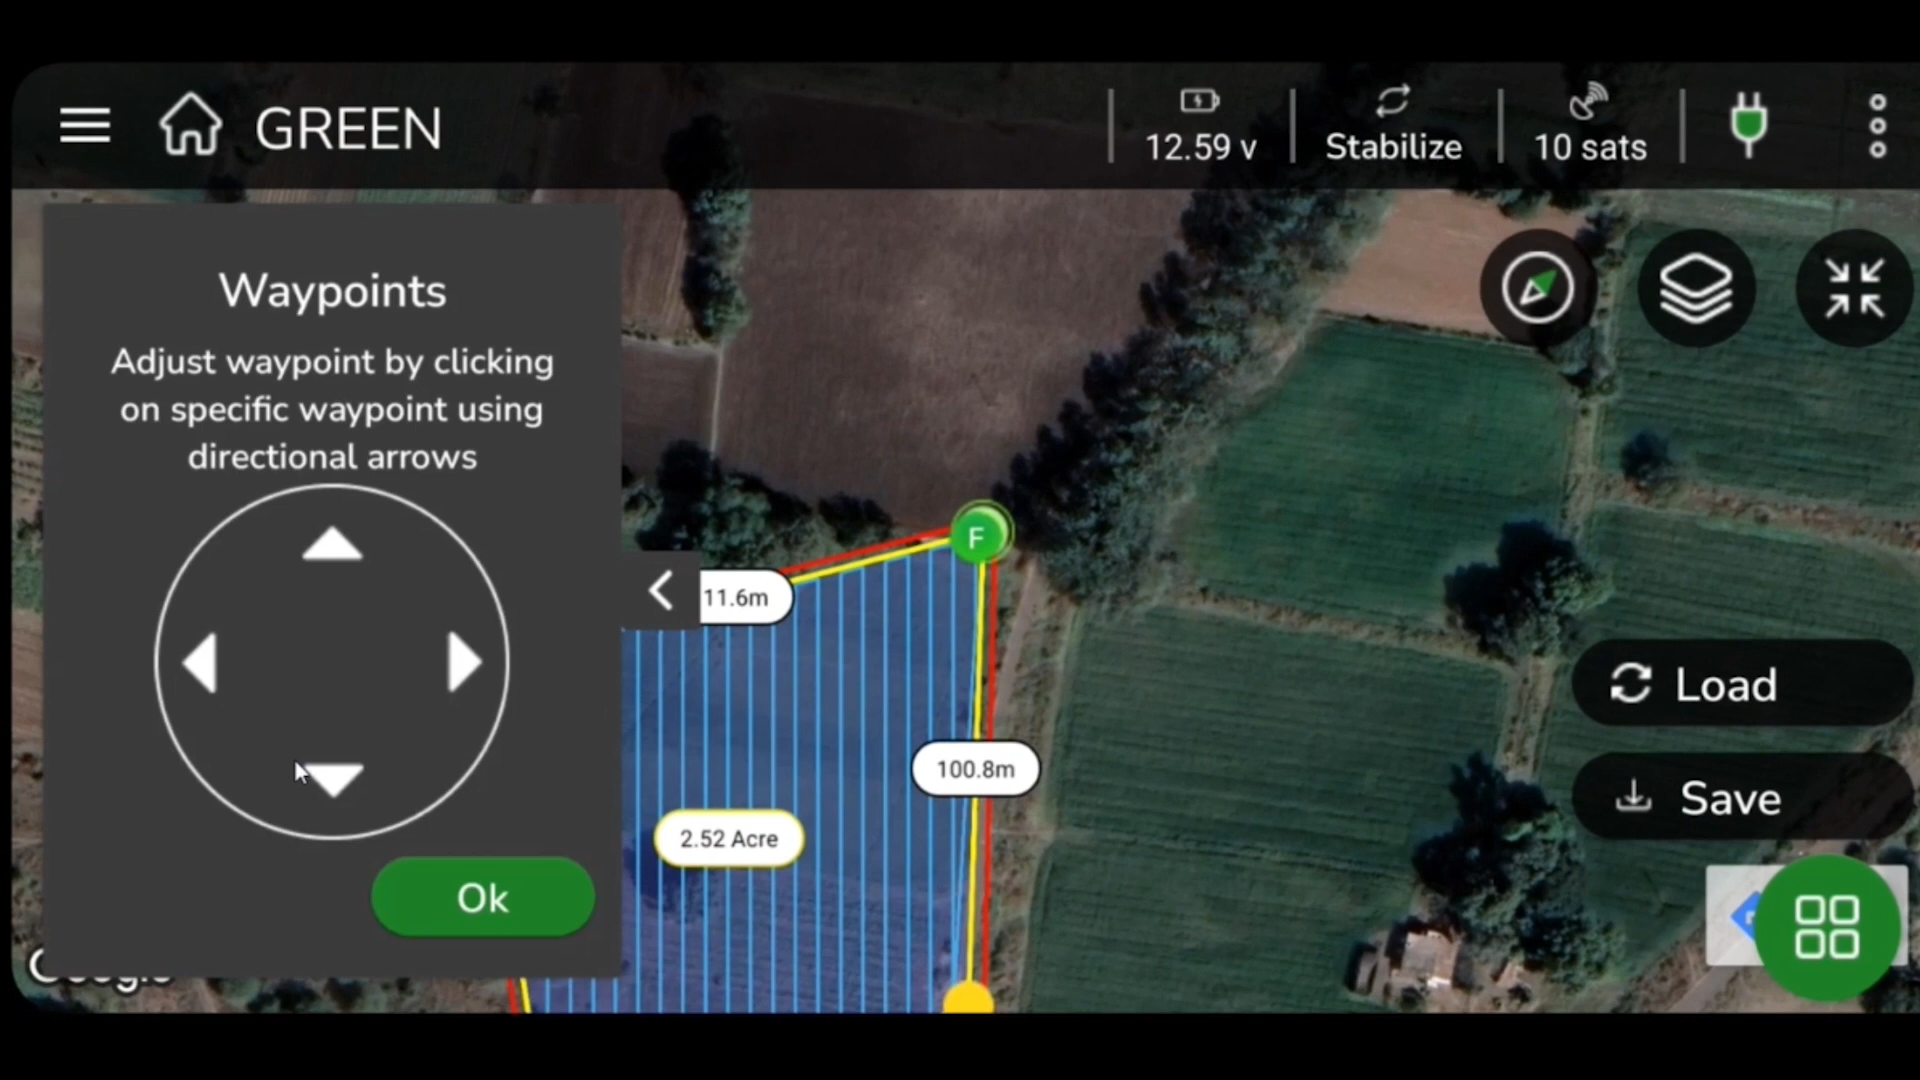 GREEN
12.59 v
Stabilize
10 sats
Waypoints
Adjust waypoint by clicking
on specific waypoint using
directional arrows
F
11.6m
100.8m
2.52 Acre
Load
Save
Ok
Google